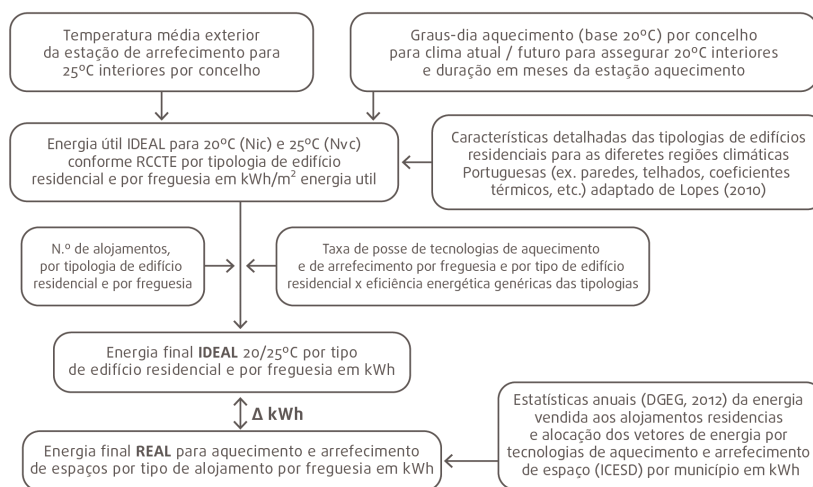 Temperatura média exterior
da estação de arrefecimento para
25ºC interiores por concelho
Graus-dia aquecimento (base 20ºC) por concelho
para clima atual / futuro para assegurar 20ºC interiores
e duração em meses da estação aquecimento
Energia útil IDEAL para 20ºC (Nic) e 25ºC (Nvc)
conforme RCCTE por tipologia de edifício
residencial e por freguesia em kWh/m² energia util
Características detalhadas das tipologias de edifícios
residenciais para as diferetes regiões climáticas
Portuguesas (ex. paredes, telhados, coeficientes
térmicos, etc.) adaptado de Lopes (2010)
N.º de alojamentos,
por tipologia de edifício
residencial e por freguesia
Taxa de posse de tecnologias de aquecimento
e de arrefecimento por freguesia e por tipo de edifício
residencial x eficiência energética genéricas das tipologias
Energia final IDEAL 20/25ºC por tipo
de edifício residencial e por freguesia em kWh
Δ kWh
Energia final REAL para aquecimento e arrefecimento
de espaços por tipo de alojamento por freguesia em kWh
Estatísticas anuais (DGEG, 2012) da energia
vendida aos alojamentos residencias
e alocação dos vetores de energia por
tecnologias de aquecimento e arrefecimento
de espaço (ICESD) por município em kWh